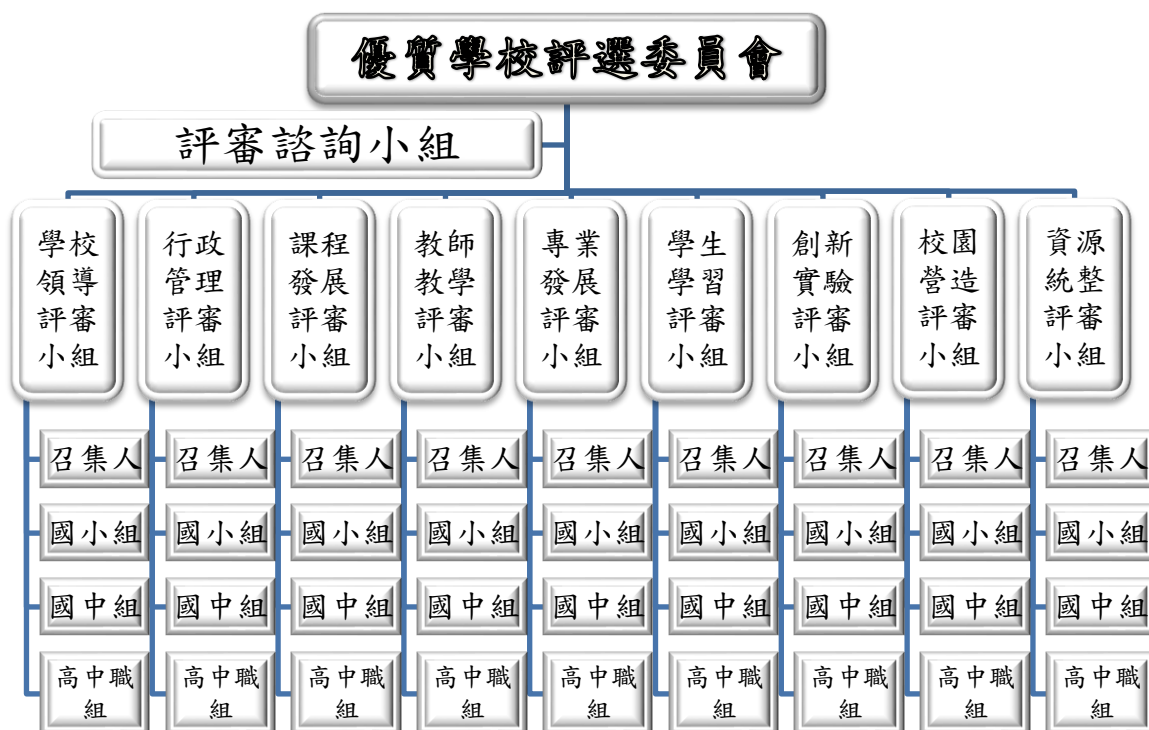 優質學校評選委員會
評審諮詢小組
學校
領導
評審
小組
行政
管理
評審
小組
課程
發展
評審
小組
教師
教學
評審
小組
專業
發展
評審
小組
學生
學習
評審
小組
創新
實驗
評審
小組
校園
營造
評審
小組
資源
統整
評審
小組
召集人
召集人
召集人
召集人
召集人
召集人
召集人
召集人
召集人
國小組
國小組
國小組
國小組
國小組
國小組
國小組
國小組
國小組
國中組
國中組
國中組
國中組
國中組
國中組
國中組
國中組
國中組
高中職
組
高中職
組
高中職
組
高中職
組
高中職
組
高中職
組
高中職
組
高中職
組
高中職
組